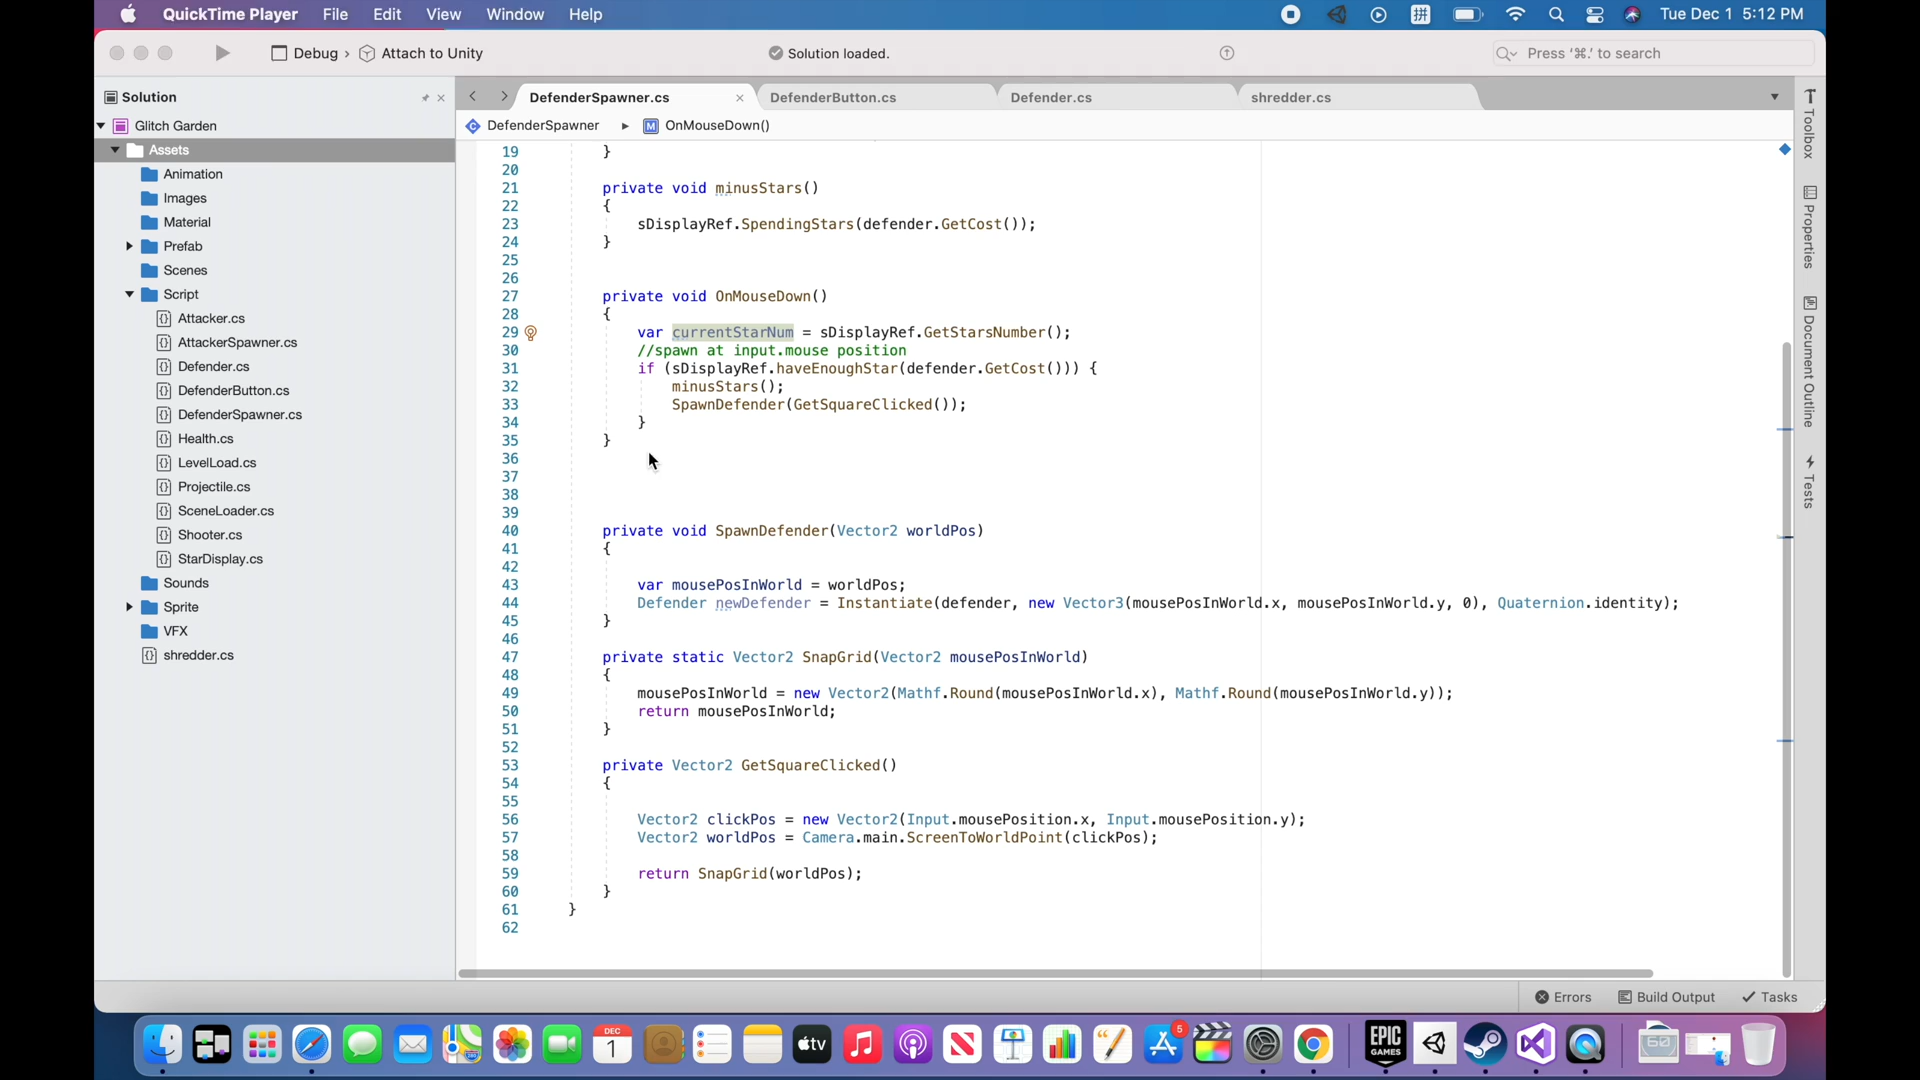 QuickTime Player File Edit View Window Help 拼 Tue Dec 1 5:12 PM
Debug › Attach to Unity Solution loaded. Press '⌘.' to search
Solution
Glitch Garden
Assets
Animation
Images
Material
Prefab
Scenes
Script
Attacker.cs
AttackerSpawner.cs
Defender.cs
DefenderButton.cs
DefenderSpawner.cs
Health.cs
LevelLoad.cs
Projectile.cs
SceneLoader.cs
Shooter.cs
StarDisplay.cs
Sounds
Sprite
VFX
shredder.cs
DefenderSpawner.cs DefenderButton.cs Defender.cs shredder.cs
DefenderSpawner ▸ M OnMouseDown()
19 }
20
21 private void minusStars()
22 {
23 sDisplayRef.SpendingStars(defender.GetCost());
24 }
25
26
27 private void OnMouseDown()
28 {
29 var currentStarNum = sDisplayRef.GetStarsNumber();
30 //spawn at input.mouse position
31 if (sDisplayRef.haveEnoughStar(defender.GetCost())) {
32 minusStars();
33 SpawnDefender(GetSquareClicked());
34 }
35 }
36
37
38
39
40 private void SpawnDefender(Vector2 worldPos)
41 {
42
43 var mousePosInWorld = worldPos;
44 Defender newDefender = Instantiate(defender, new Vector3(mousePosInWorld.x, mousePosInWorld.y, 0), Quaternion.identity);
45 }
46
47 private static Vector2 SnapGrid(Vector2 mousePosInWorld)
48 {
49 mousePosInWorld = new Vector2(Mathf.Round(mousePosInWorld.x), Mathf.Round(mousePosInWorld.y));
50 return mousePosInWorld;
51 }
52
53 private Vector2 GetSquareClicked()
54 {
55
56 Vector2 clickPos = new Vector2(Input.mousePosition.x, Input.mousePosition.y);
57 Vector2 worldPos = Camera.main.ScreenToWorldPoint(clickPos);
58
59 return SnapGrid(worldPos);
60 }
61 }
62
Toolbox
Properties
Document Outline
Tests
Errors Build Output Tasks
DEC
1
tv
5
EPIC
GAMES